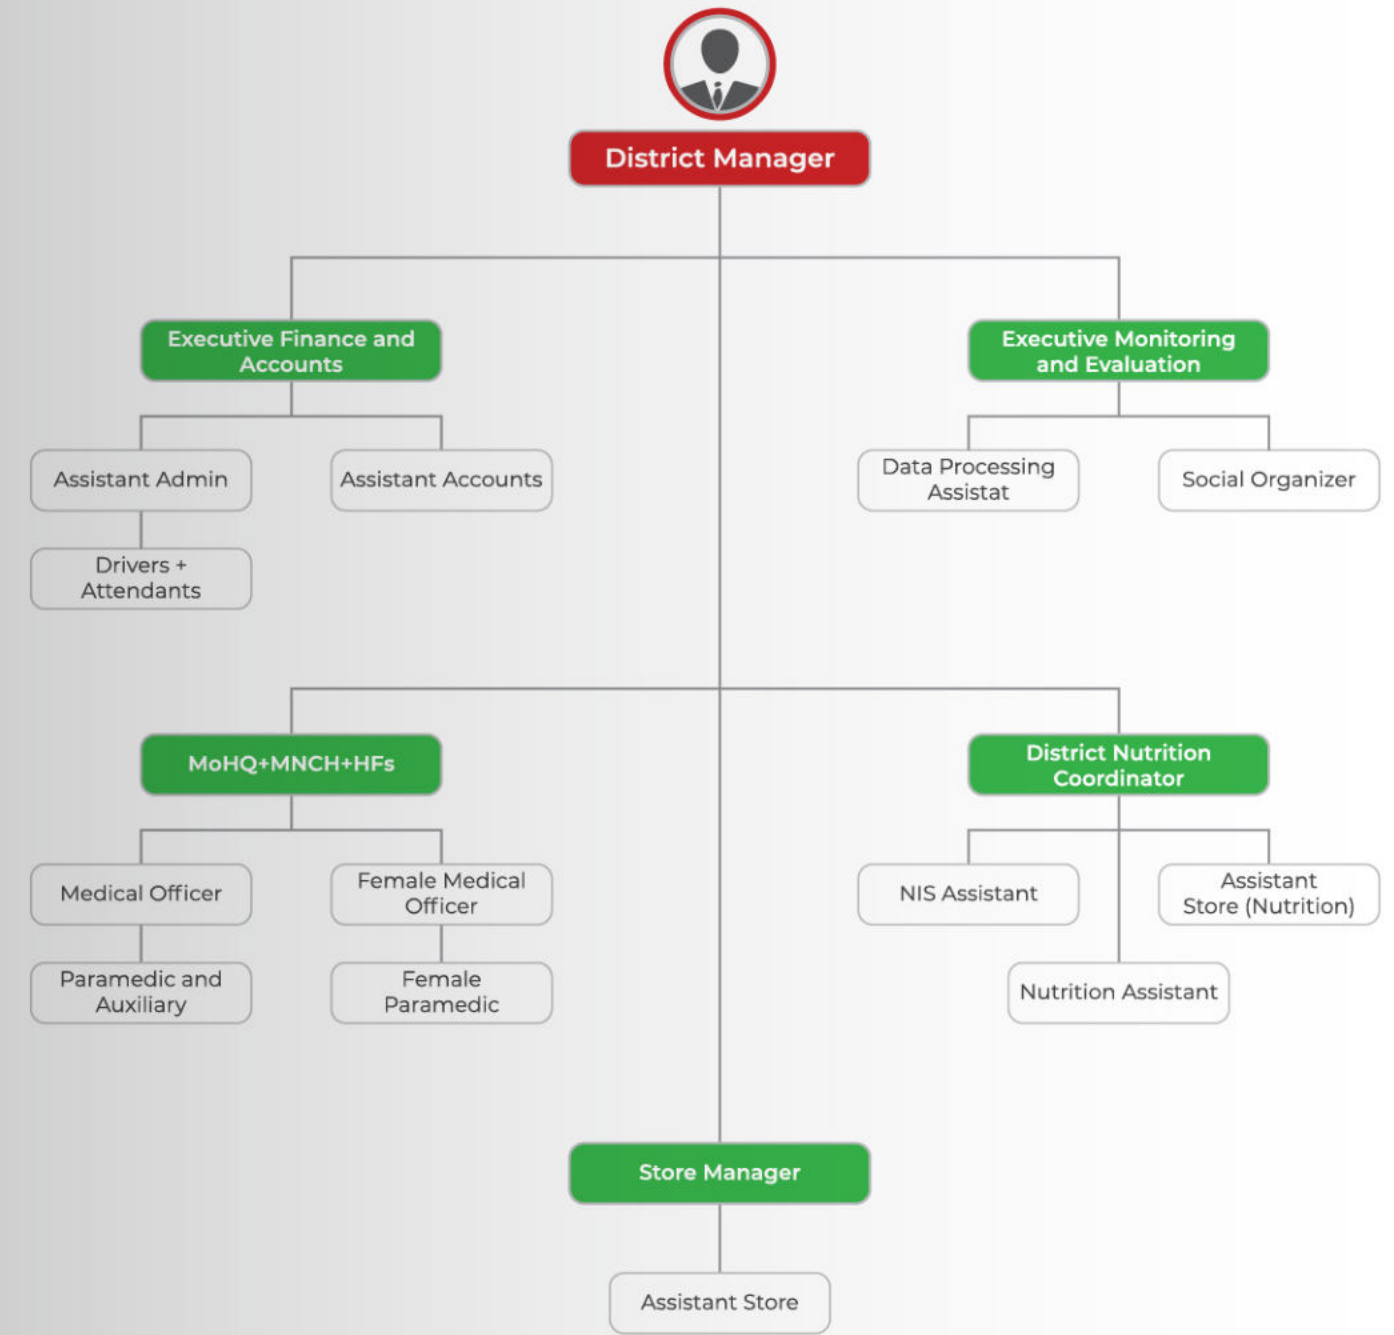 District Manager
Executive Finance and
Accounts
Executive Monitoring
and Evaluation
Assistant Admin
Assistant Accounts
Data Processing
Assistat
Social Organizer
Drivers +
Attendants
MoHQ+MNCH+HFs
District Nutrition
Coordinator
Medical Officer
Female Medical
Officer
NIS Assistant
Assistant
Store (Nutrition)
Paramedic and
Auxiliary
Female
Paramedic
Nutrition Assistant
Store Manager
Assistant Store